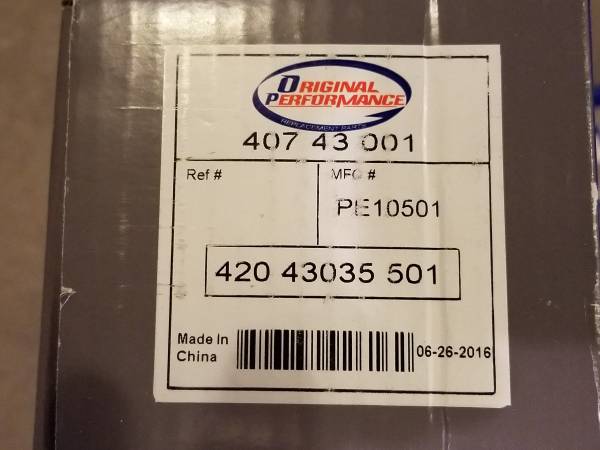 ORIGINAL
PERFORMANCE
REPLACEMENT PARTS
407 43 001
Ref #
MFG #
PE10501
420 43035 501
Made In
China
06-26-2016